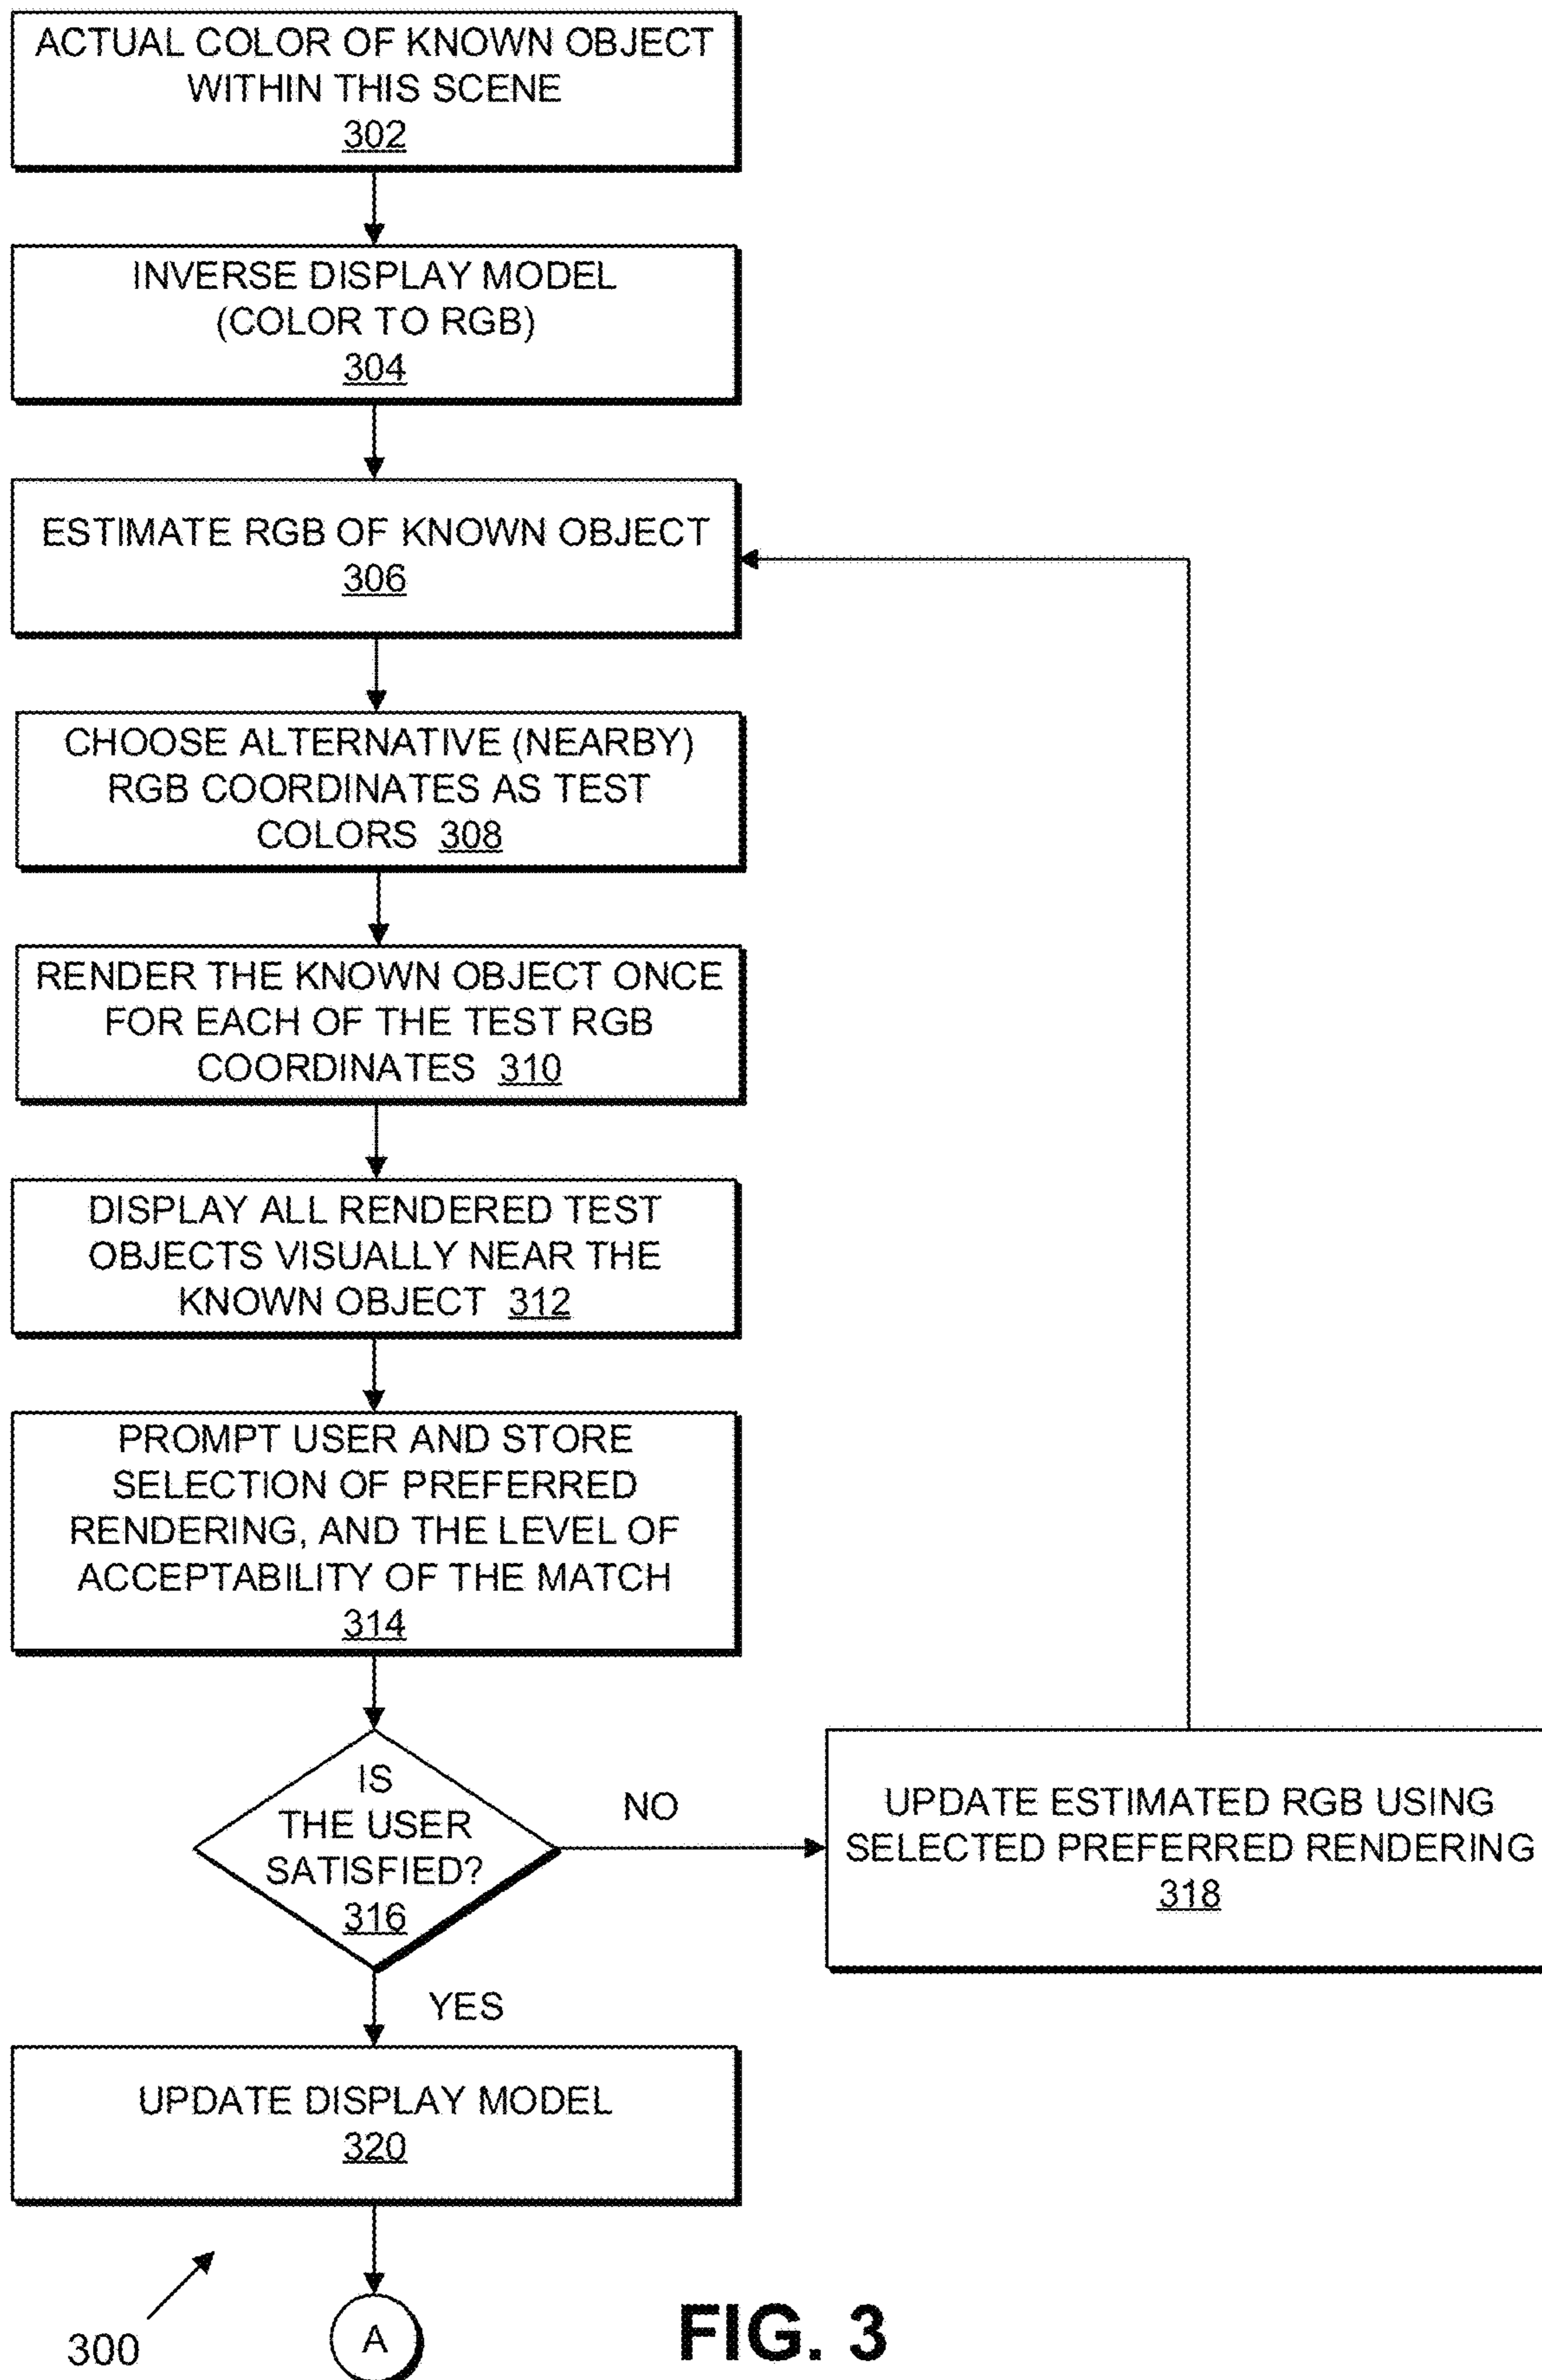 ACTUAL COLOR OF KNOWN OBJECT
WITHIN THIS SCENE
302
INVERSE DISPLAY MODEL
(COLOR TO RGB)
304
ESTIMATE RGB OF KNOWN OBJECT
306
CHOOSE ALTERNATIVE (NEARBY)
RGB COORDINATES AS TEST
COLORS 308
RENDER THE KNOWN OBJECT ONCE
FOR EACH OF THE TEST RGB
COORDINATES 310
DISPLAY ALL RENDERED TEST
OBJECTS VISUALLY NEAR THE
KNOWN OBJECT 312
PROMPT USER AND STORE
SELECTION OF PREFERRED
RENDERING, AND THE LEVEL OF
ACCEPTABILITY OF THE MATCH
314
IS
THE USER
SATISFIED?
316
NO
UPDATE ESTIMATED RGB USING
SELECTED PREFERRED RENDERING
318
YES
UPDATE DISPLAY MODEL
320
300
A
FIG. 3